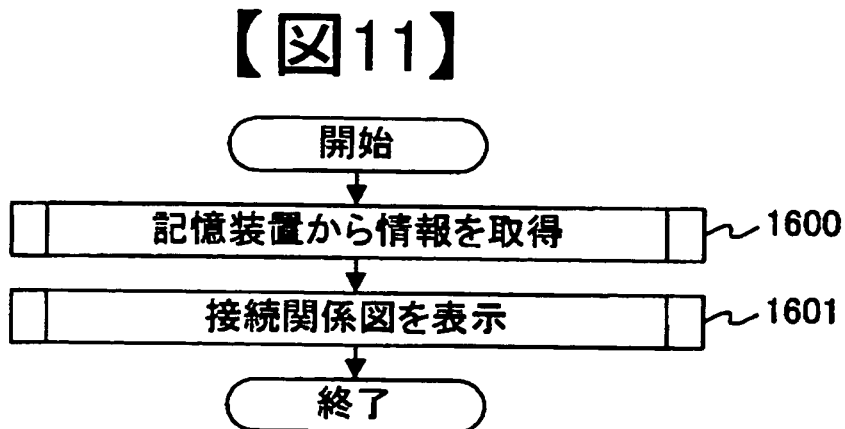 【図11】
開始
記憶装置から情報を取得
1600
接続関係図を表示
1601
終了